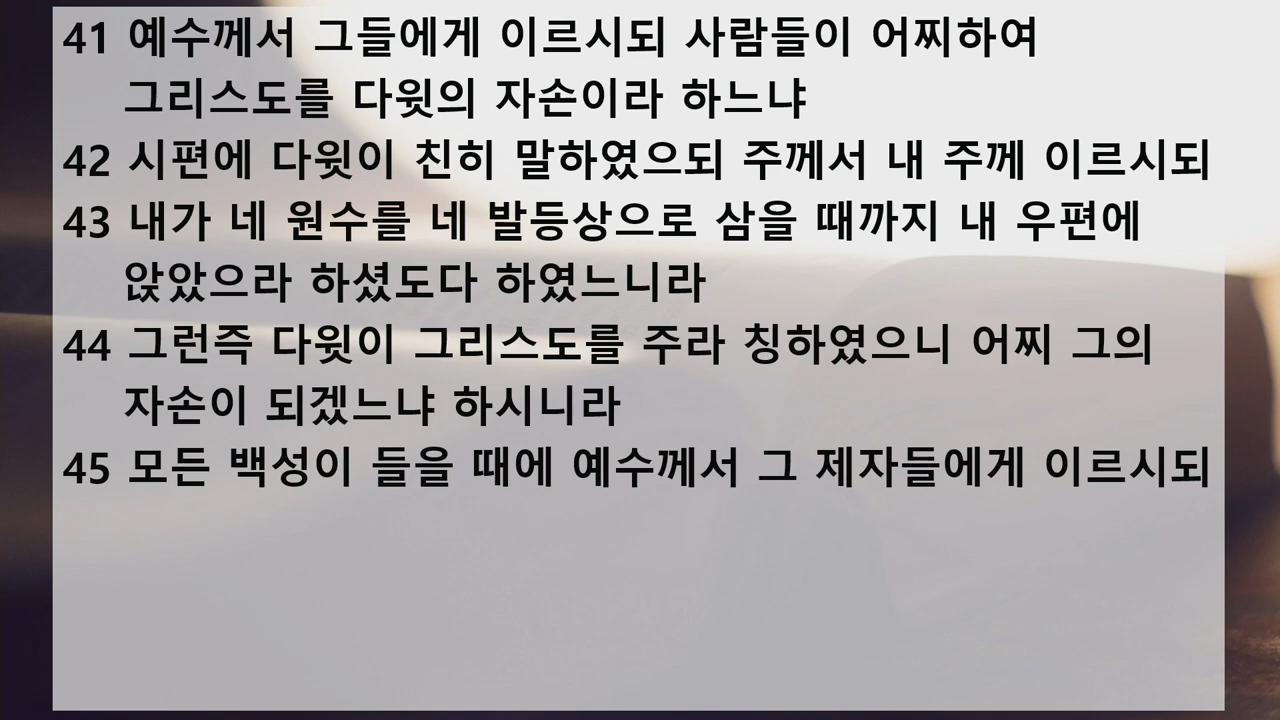 41 예수께서 그들에게 이르시되 사람들이 어찌하여
그리스도를 다윗의 자손이라 하느냐
42 시편에 다윗이 친히 말하였으되 주께서 내 주께 이르시되
43 내가 네 원수를 네 발등상으로 삼을 때까지 내 우편에
앉았으라 하셨도다 하였느니라
44 그런즉 다윗이 그리스도를 주라 칭하였으니 어찌 그의
자손이 되겠느냐 하시니라
45 모든 백성이 들을 때에 예수께서 그 제자들에게 이르시되